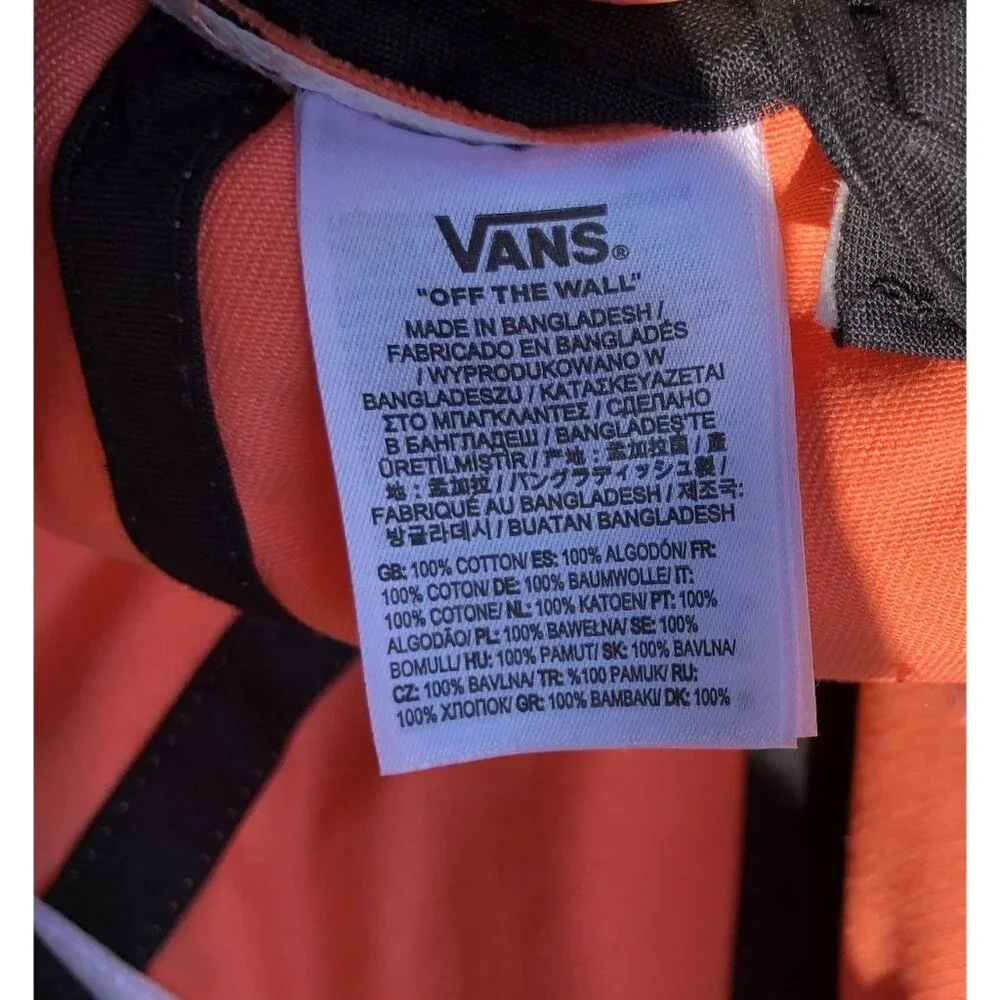 VANS®
"OFF THE WALL"
MADE IN BANGLADESH /
FABRICADO EN BANGLADÉS
/ WYPRODUKOWANO W
BANGLADESZU / ΚΑΤΑΣΚΕΥΑΖΕΤΑΙ
ΣΤΟ ΜΠΑΓΚΛΑΝΤΕΣ / СДЕЛАНО
В БАНГЛАДЕШ / BANGLADEŞ'TE
ÜRETİLMİŞTİR / 产地：孟加拉国 / 產
地：孟加拉 / バングラディッシュ製 /
FABRIQUÉ AU BANGLADESH / 제조국:
방글라데시 / BUATAN BANGLADESH
GB: 100% COTTON/ ES: 100% ALGODÓN/ FR:
100% COTON/ DE: 100% BAUMWOLLE/ IT:
100% COTONE/ NL: 100% KATOEN/ PT: 100%
ALGODÃO/ PL: 100% BAWEŁNA/ SE: 100%
BOMULL/ HU: 100% PAMUT/ SK: 100% BAVLNA/
CZ: 100% BAVLNA/ TR: %100 PAMUK/ RU:
100% ХЛОПОК/ GR: 100% ΒΑΜΒΑΚΙ/ DK: 100%